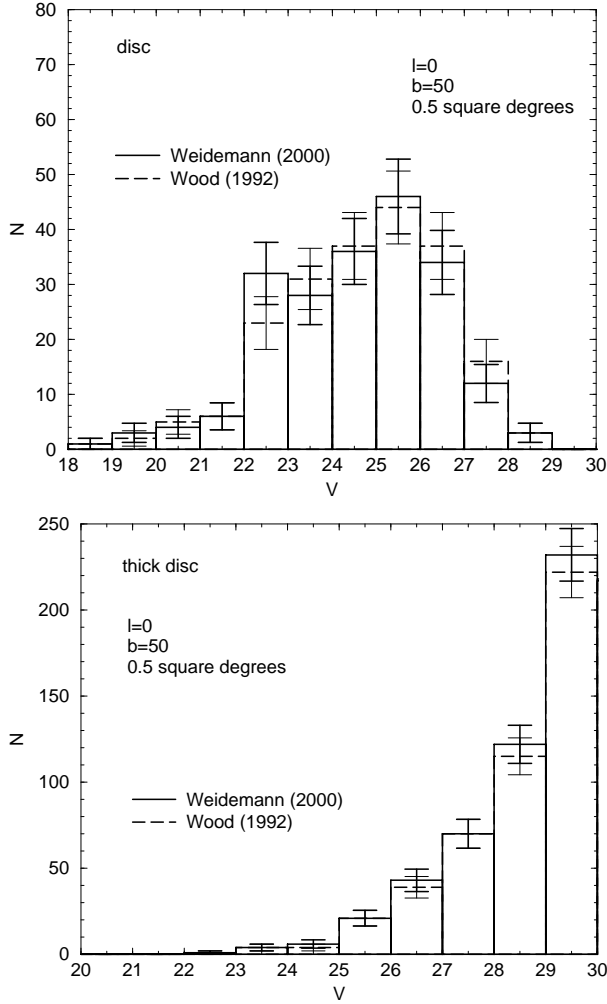 80
70
60
50
40
30
20
10
0
N
disc
l=0
b=50
0.5 square degrees
Weidemann (2000)
Wood (1992)
18 19 20 21 22 23 24 25 26 27 28 29 30
V
250
200
150
100
50
0
N
thick disc
l=0
b=50
0.5 square degrees
Weidemann (2000)
Wood (1992)
20 21 22 23 24 25 26 27 28 29 30
V